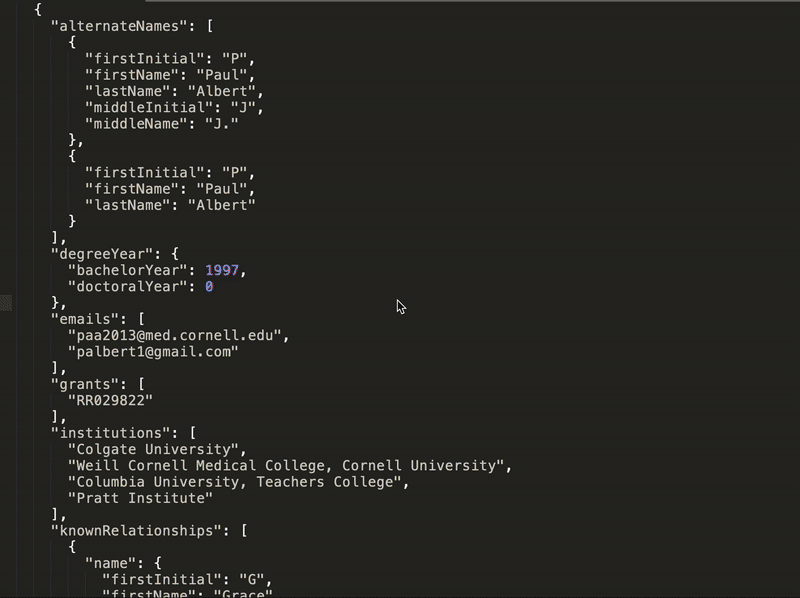 {
"alternateNames": [
{
"firstInitial": "P",
"firstName": "Paul",
"lastName": "Albert",
"middleInitial": "J",
"middleName": "J."
},
{
"firstInitial": "P",
"firstName": "Paul",
"lastName": "Albert"
}
],
"degreeYear": {
"bachelorYear": 1997,
"doctoralYear": 0
},
"emails": [
"paa2013@med.cornell.edu",
"palbert1@gmail.com"
],
"grants": [
"RR029822"
],
"institutions": [
"Colgate University",
"Weill Cornell Medical College, Cornell University",
"Columbia University, Teachers College",
"Pratt Institute"
],
"knownRelationships": [
{
"name": {
"firstInitial": "G",
"firstName": "Grace"